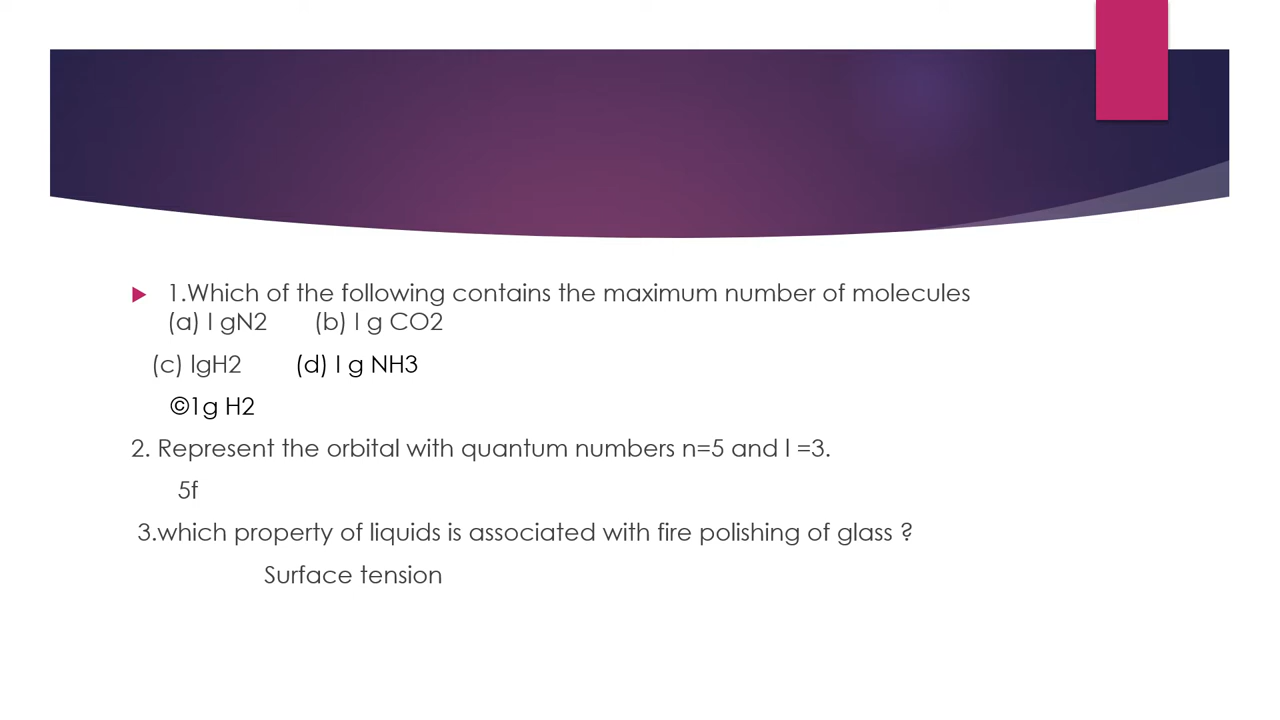 1.Which of the following contains the maximum number of molecules
(a) l gN2 (b) l g CO2
(c) lgH2 (d) l g NH3
©1g H2
2. Represent the orbital with quantum numbers n=5 and l =3.
5f
3.which property of liquids is associated with fire polishing of glass ?
Surface tension